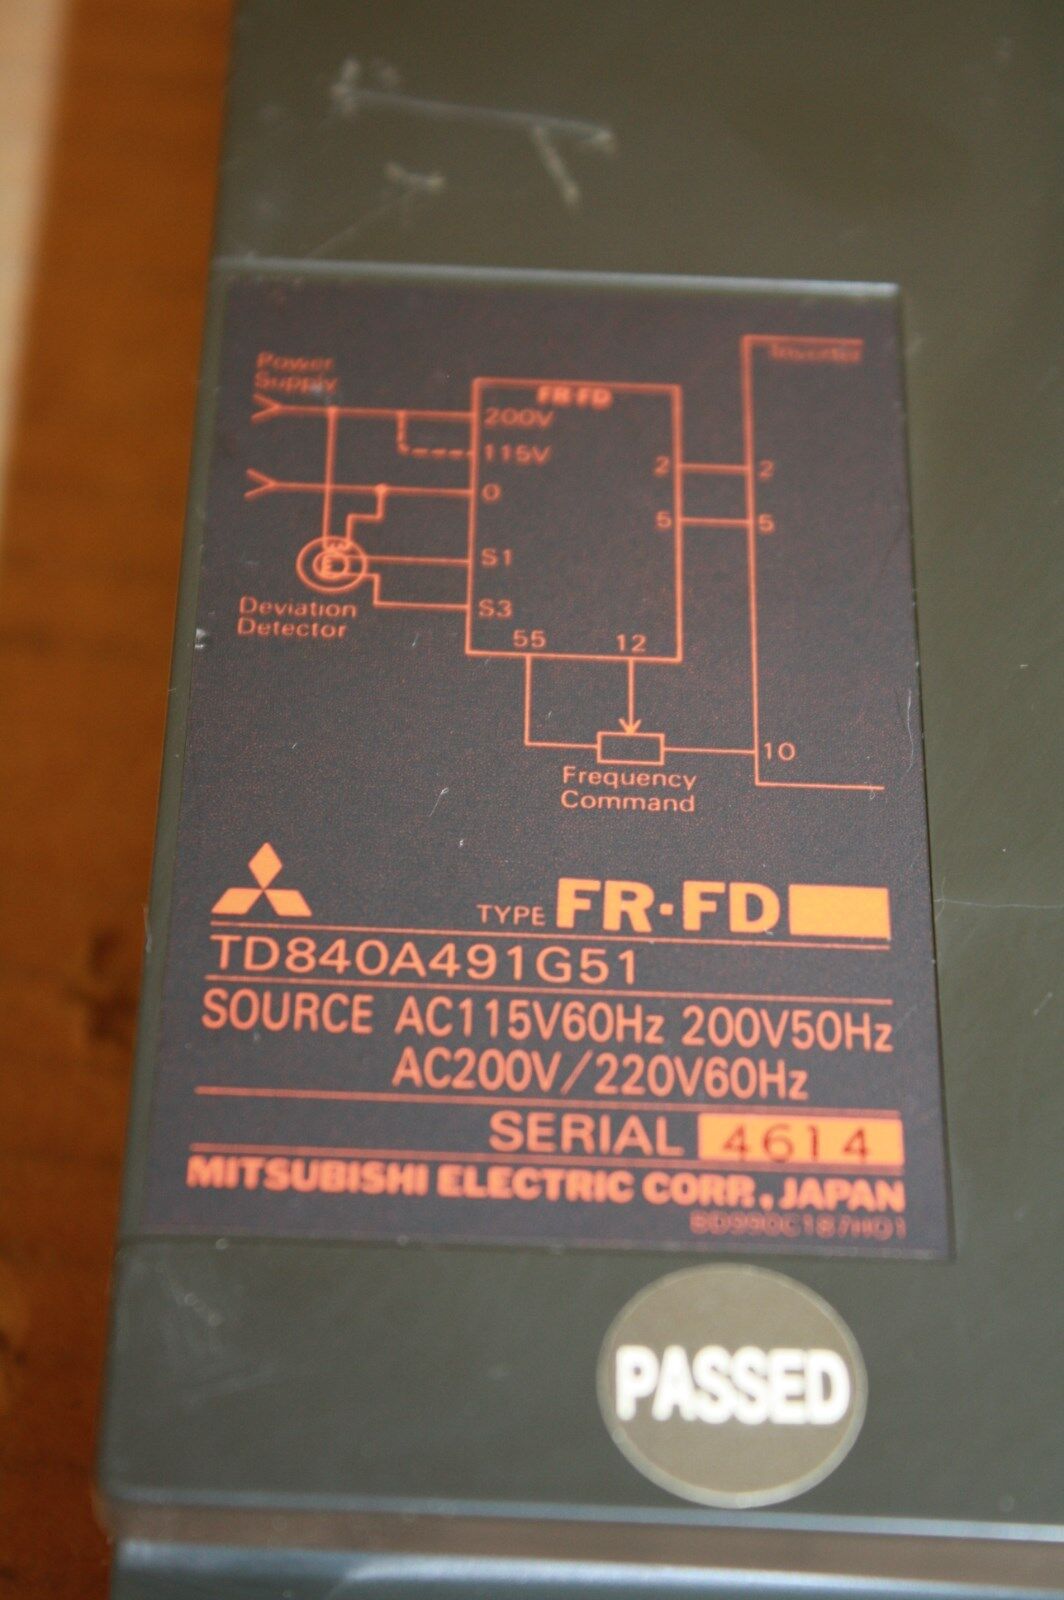 Power
Supply
FR-FD
Inverter
200V
115V
0
2
2
5
5
S1
S3
Deviation
Detector
55
12
10
Frequency
Command
TYPE FR-FD
TD840A491G51
SOURCE AC115V60Hz 200V50Hz
AC200V/220V60Hz
SERIAL 4614
MITSUBISHI ELECTRIC CORP., JAPAN
PASSED